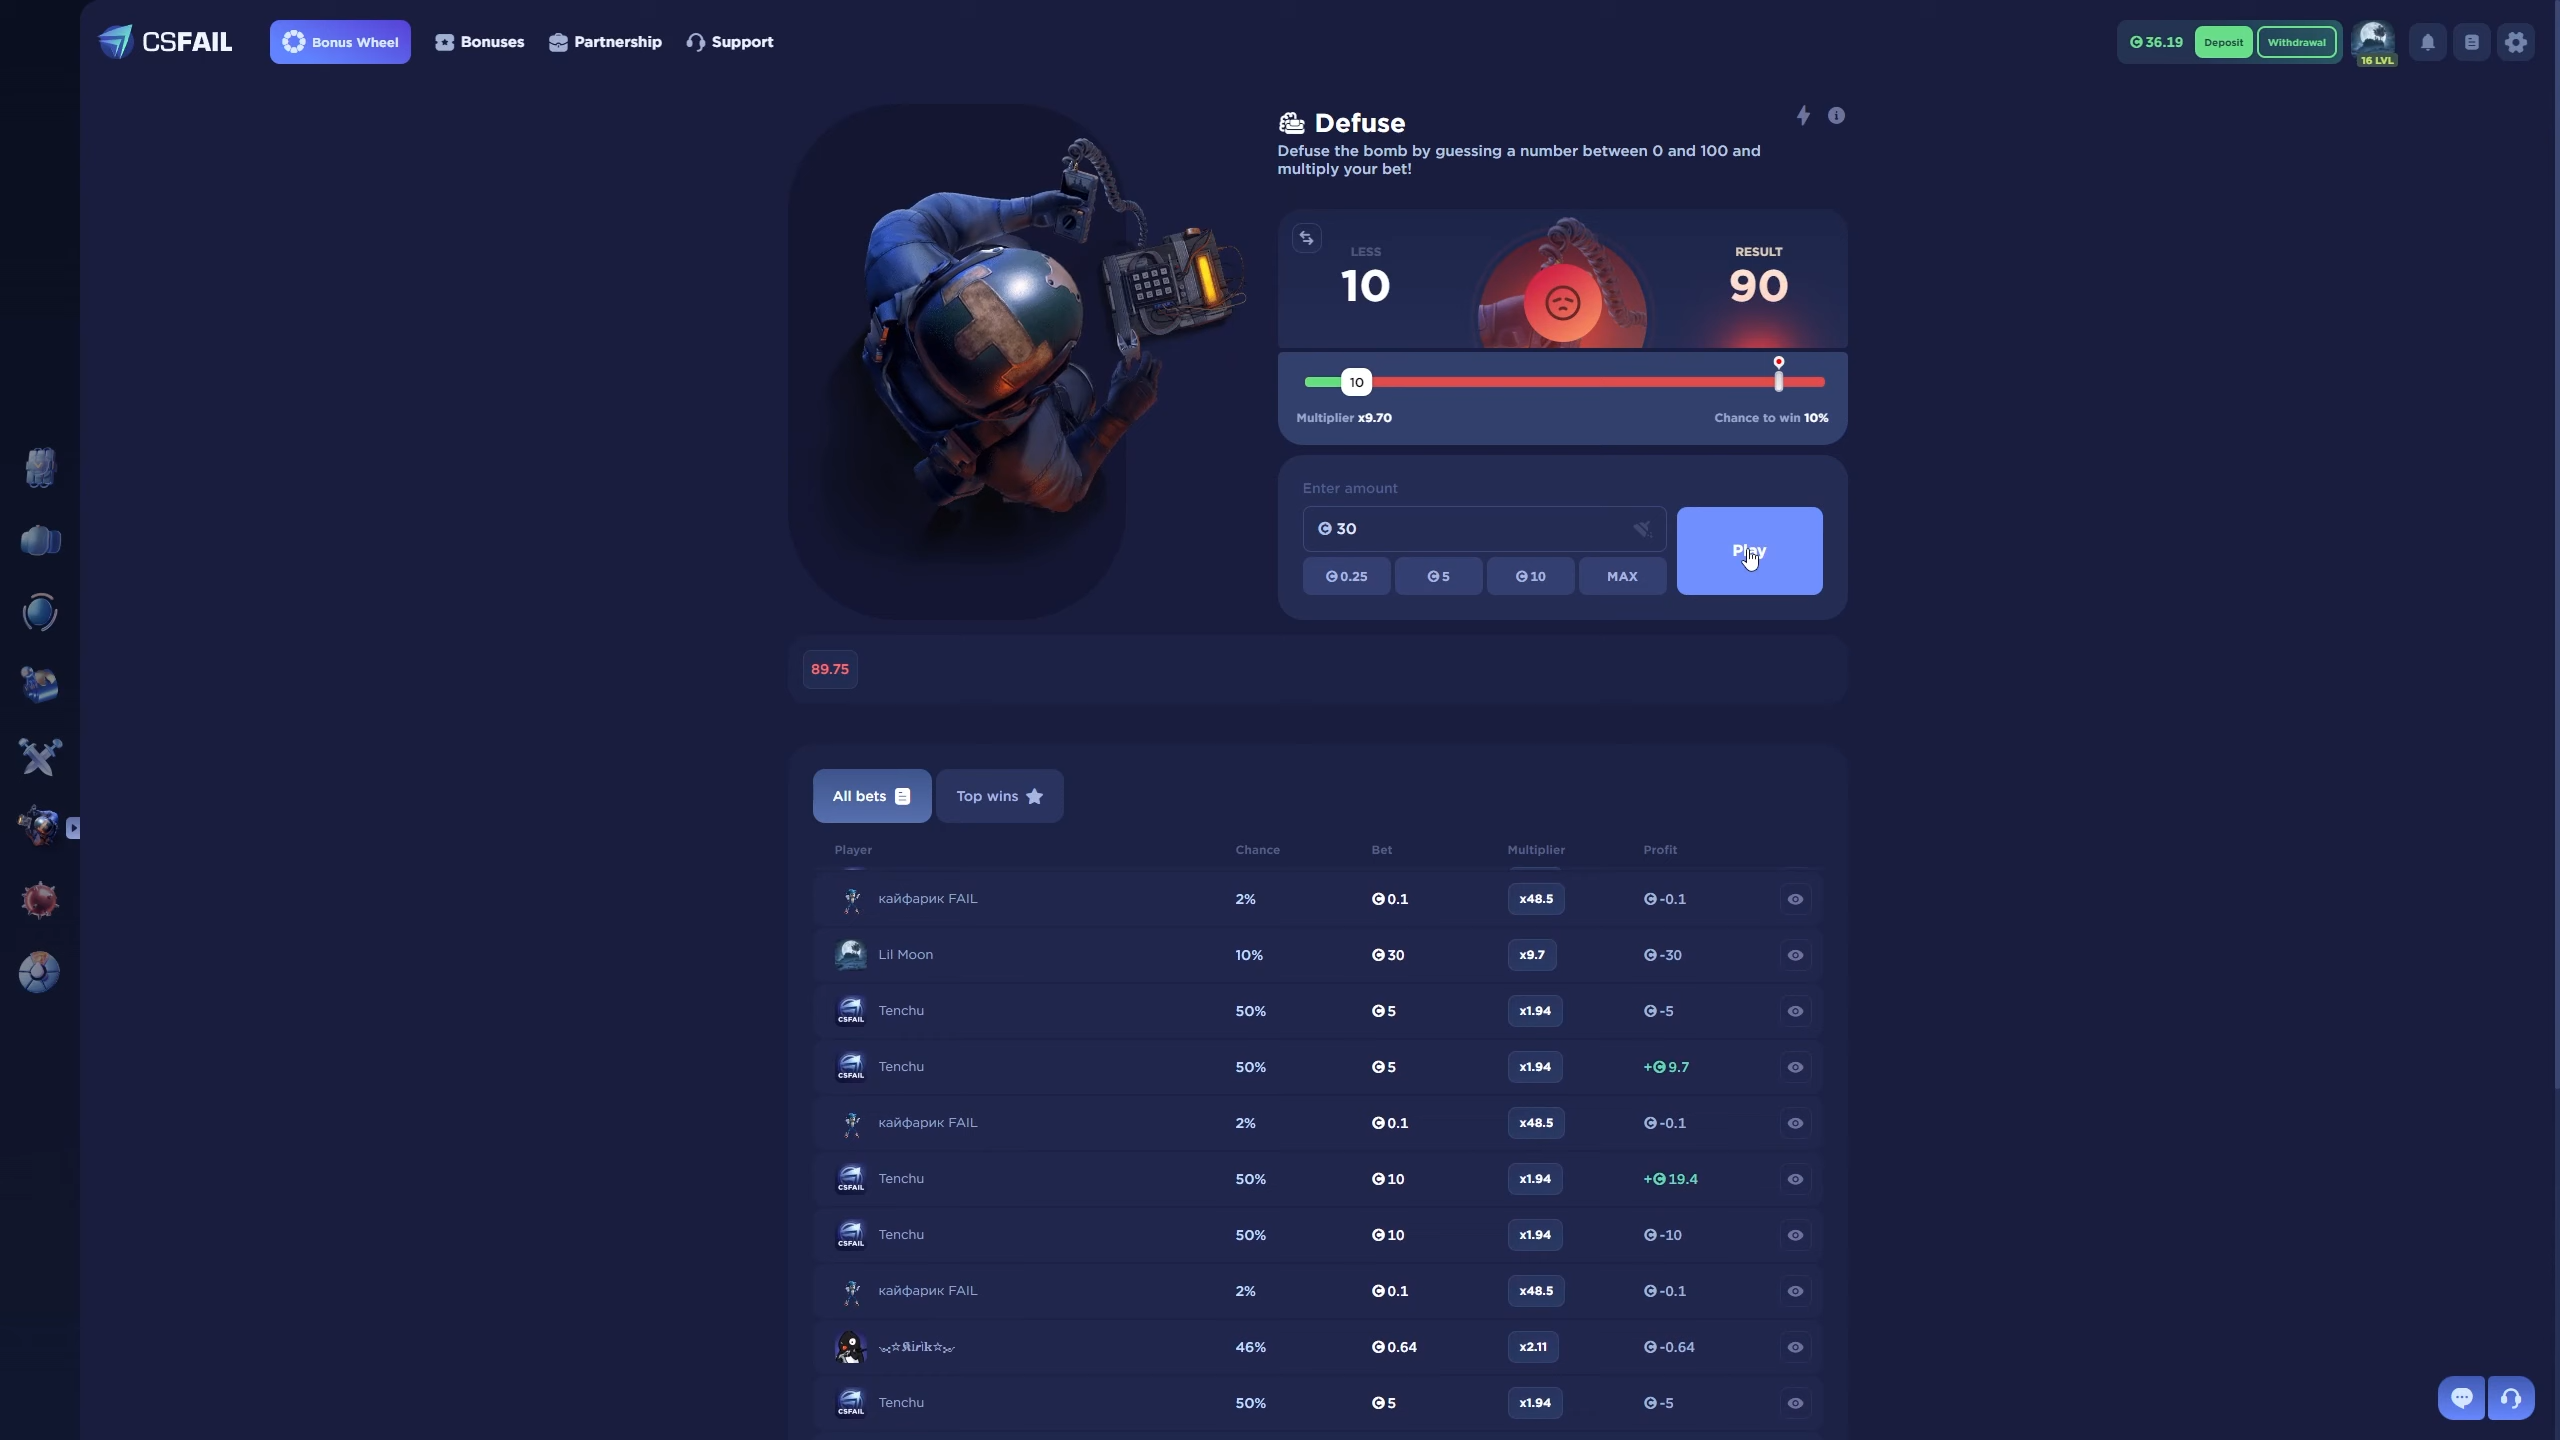 CSFAIL
Bonus Wheel
Bonuses
Partnership
Support
36.19
Deposit
Withdrawal
16 LVL
Defuse
Defuse the bomb by guessing a number between 0 and 100 and
multiply your bet!
LESS
10
RESULT
90
10
Multiplier x9.70
Chance to win 10%
Enter amount
30
Play
0.25
5
10
MAX
89.75
All bets
Top wins
Player Chance Bet Multiplier Profit
кайфарик FAIL 2% 0.1 x48.5 -0.1
Lil Moon 10% 30 x9.7 -30
CSFAIL Tenchu 50% 5 x1.94 -5
CSFAIL Tenchu 50% 5 x1.94 +9.7
кайфарик FAIL 2% 0.1 x48.5 -0.1
CSFAIL Tenchu 50% 10 x1.94 +19.4
CSFAIL Tenchu 50% 10 x1.94 -10
кайфарик FAIL 2% 0.1 x48.5 -0.1
46% 0.64 x2.11 -0.64
CSFAIL Tenchu 50% 5 x1.94 -5